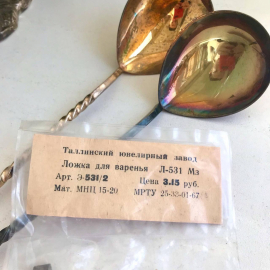 Таллинский ювелирный завод
Ложка для варенья Л-531 Мз
Арт. Э-531/2 Цена 3.15 руб.
Мат. МНЦ 15-20 МРТУ 25-33-01-67